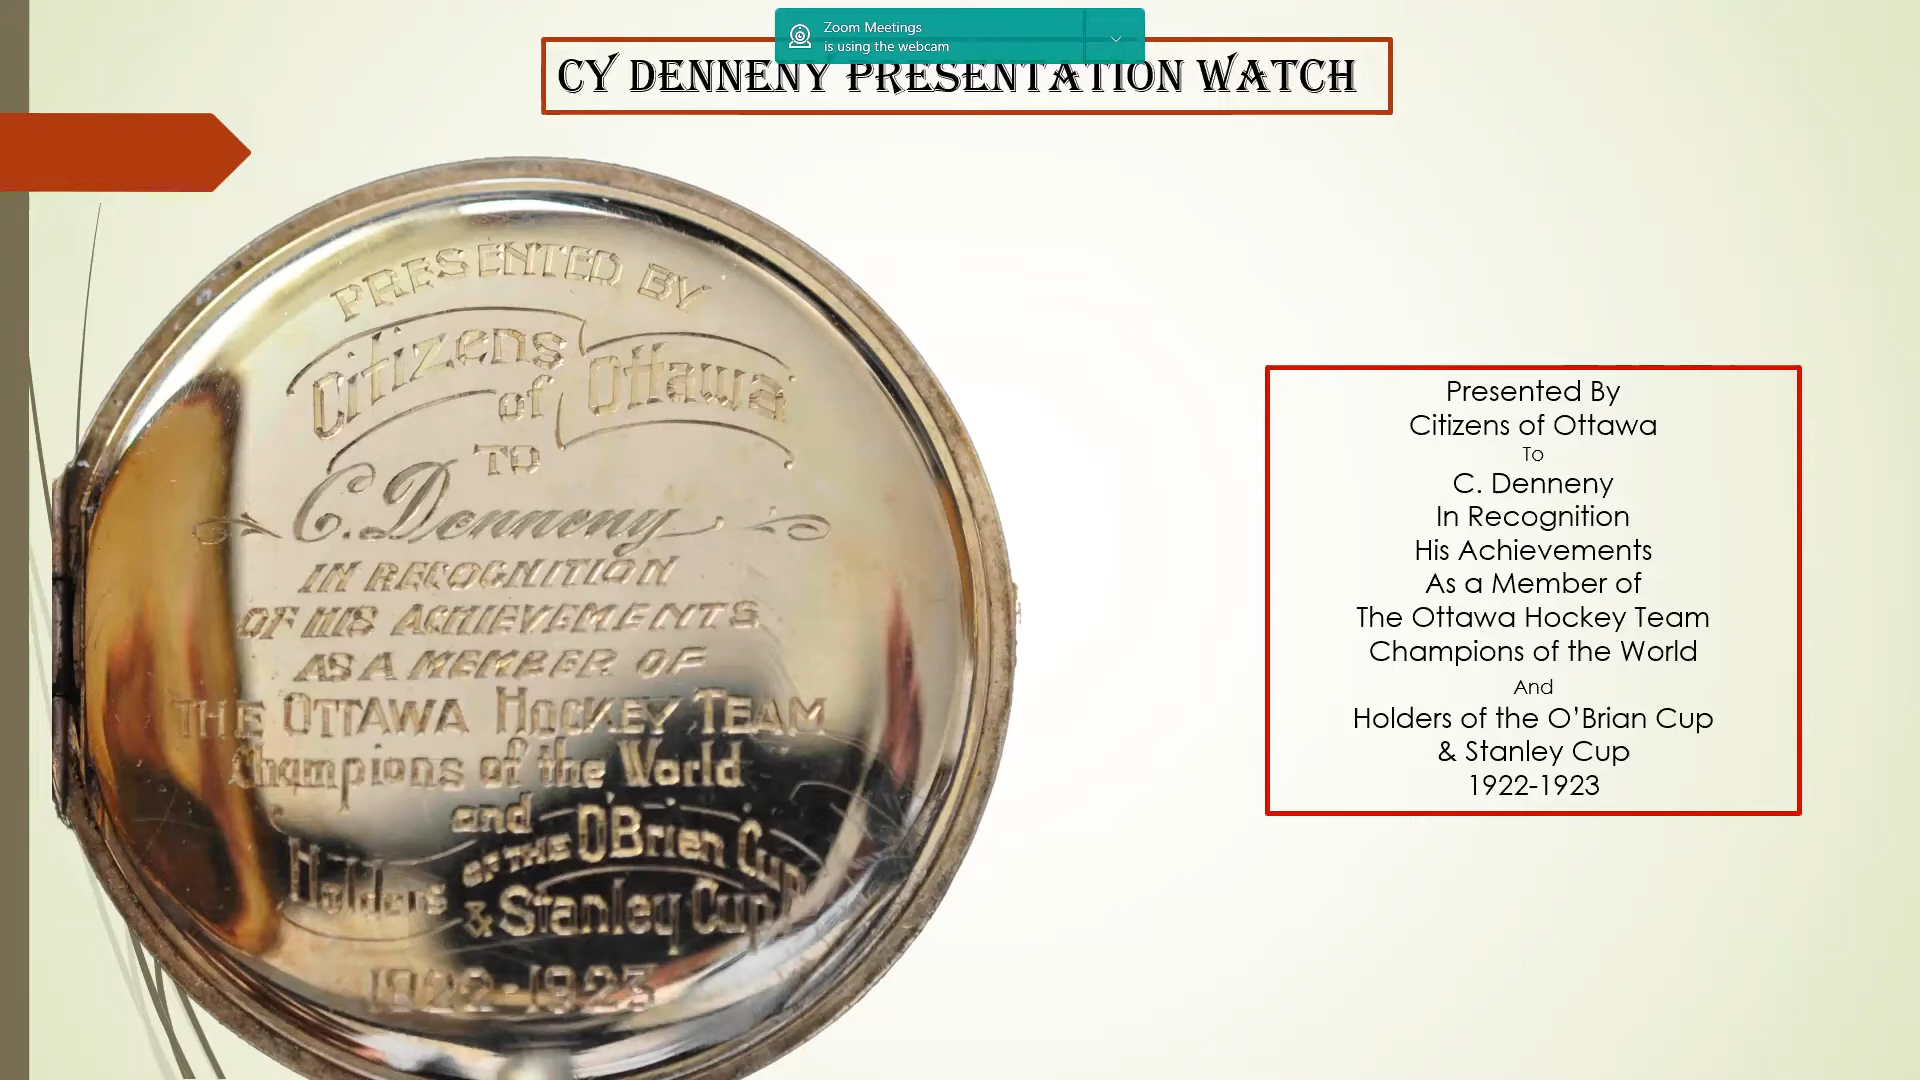 Zoom Meetings
is using the webcam
CY DENNENY PRESENTATION WATCH
PRESENTED BY
Citizens
of Ottawa
TO
C. Denneny
IN RECOGNITION
OF HIS ACHIEVEMENTS
AS A MEMBER OF
THE OTTAWA HOCKEY TEAM
Champions of the World
and
Holders OF THE O'Brien Cup
& Stanley Cup
1922-1923
Presented By
Citizens of Ottawa
To
C. Denneny
In Recognition
His Achievements
As a Member of
The Ottawa Hockey Team
Champions of the World
And
Holders of the O’Brian Cup
& Stanley Cup
1922-1923